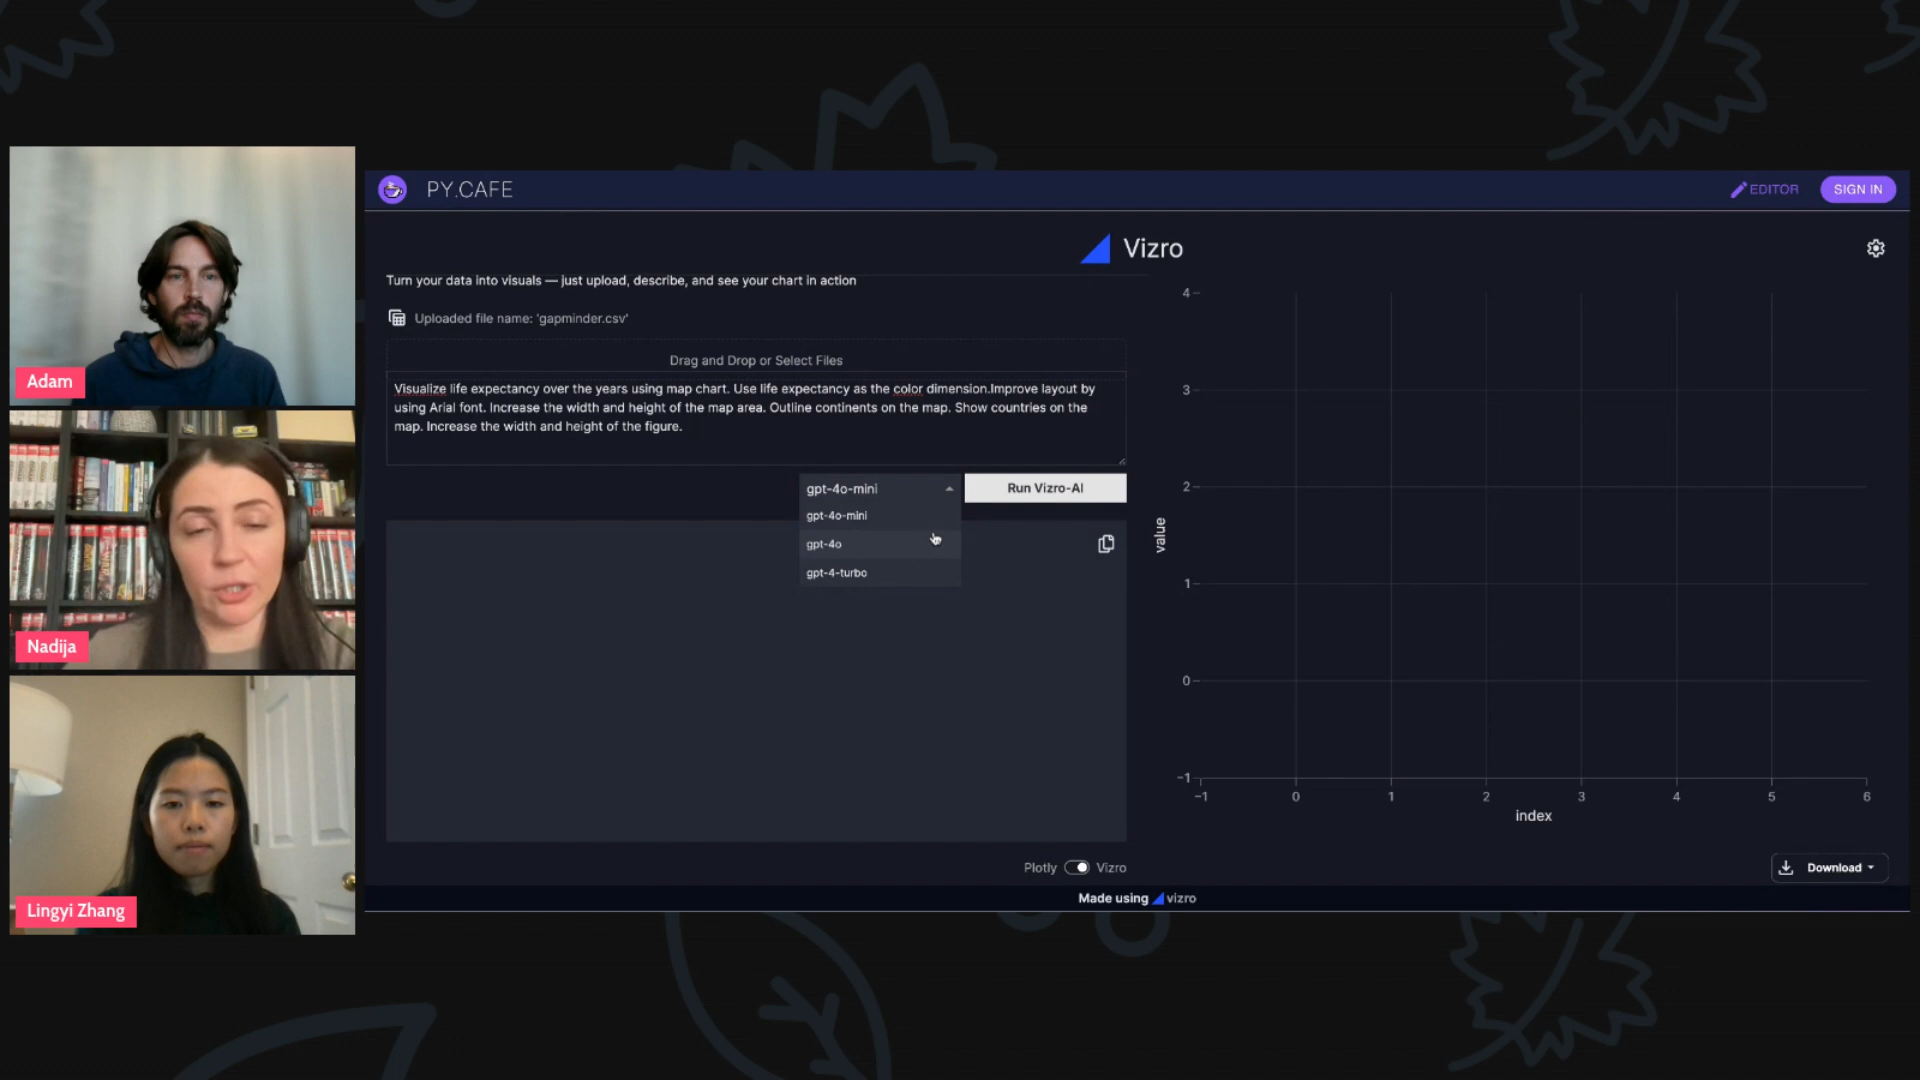 PY.CAFE
EDITOR
SIGN IN
Vizro
Turn your data into visuals — just upload, describe, and see your chart in action
Uploaded file name: 'gapminder.csv'
Drag and Drop or Select Files
Visualize life expectancy over the years using map chart. Use life expectancy as the color dimension.Improve layout by
using Arial font. Increase the width and height of the map area. Outline continents on the map. Show countries on the
map. Increase the width and height of the figure.
gpt-4o-mini
Run Vizro-AI
gpt-4o-mini
gpt-4o
gpt-4-turbo
4
3
2
1
0
−1
value
−1 0 1 2 3 4 5 6
index
Plotly
Vizro
Download
Made using vizro
Adam
Nadija
Lingyi Zhang